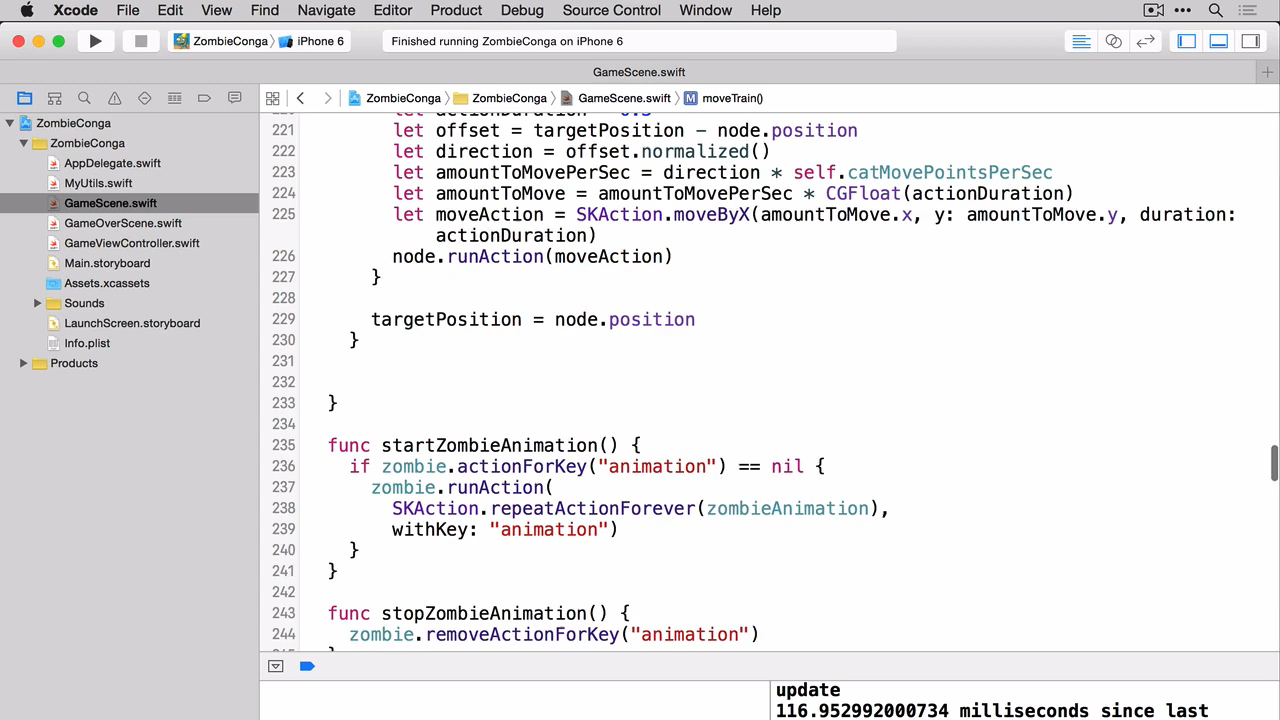 Xcode File Edit View Find Navigate Editor Product Debug Source Control Window Help
ZombieConga iPhone 6 Finished running ZombieConga on iPhone 6
GameScene.swift
ZombieConga ZombieConga GameScene.swift M moveTrain()
ZombieConga
ZombieConga
AppDelegate.swift
MyUtils.swift
GameScene.swift
GameOverScene.swift
GameViewController.swift
Main.storyboard
Assets.xcassets
Sounds
LaunchScreen.storyboard
Info.plist
Products
221 let offset = targetPosition - node.position
222 let direction = offset.normalized()
223 let amountToMovePerSec = direction * self.catMovePointsPerSec
224 let amountToMove = amountToMovePerSec * CGFloat(actionDuration)
225 let moveAction = SKAction.moveByX(amountToMove.x, y: amountToMove.y, duration:
actionDuration)
226 node.runAction(moveAction)
227 }
228
229 targetPosition = node.position
230 }
231
232
233 }
234
235 func startZombieAnimation() {
236 if zombie.actionForKey("animation") == nil {
237 zombie.runAction(
238 SKAction.repeatActionForever(zombieAnimation),
239 withKey: "animation")
240 }
241 }
242
243 func stopZombieAnimation() {
244 zombie.removeActionForKey("animation")
update
116.952992000734 milliseconds since last